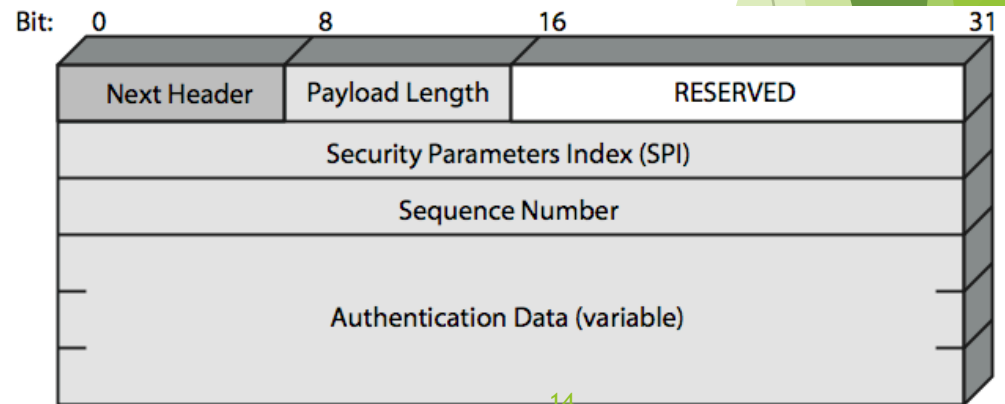 Bit: 0 8 16 31
Next Header Payload Length RESERVED
Security Parameters Index (SPI)
Sequence Number
Authentication Data (variable)
14